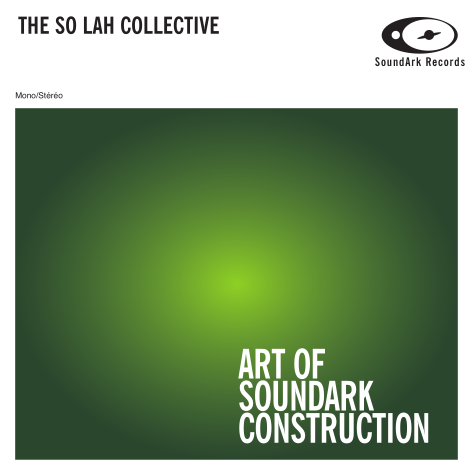 THE SO LAH COLLECTIVE
SoundArk Records
Mono/Stéréo
ART OF
SOUNDARK
CONSTRUCTION